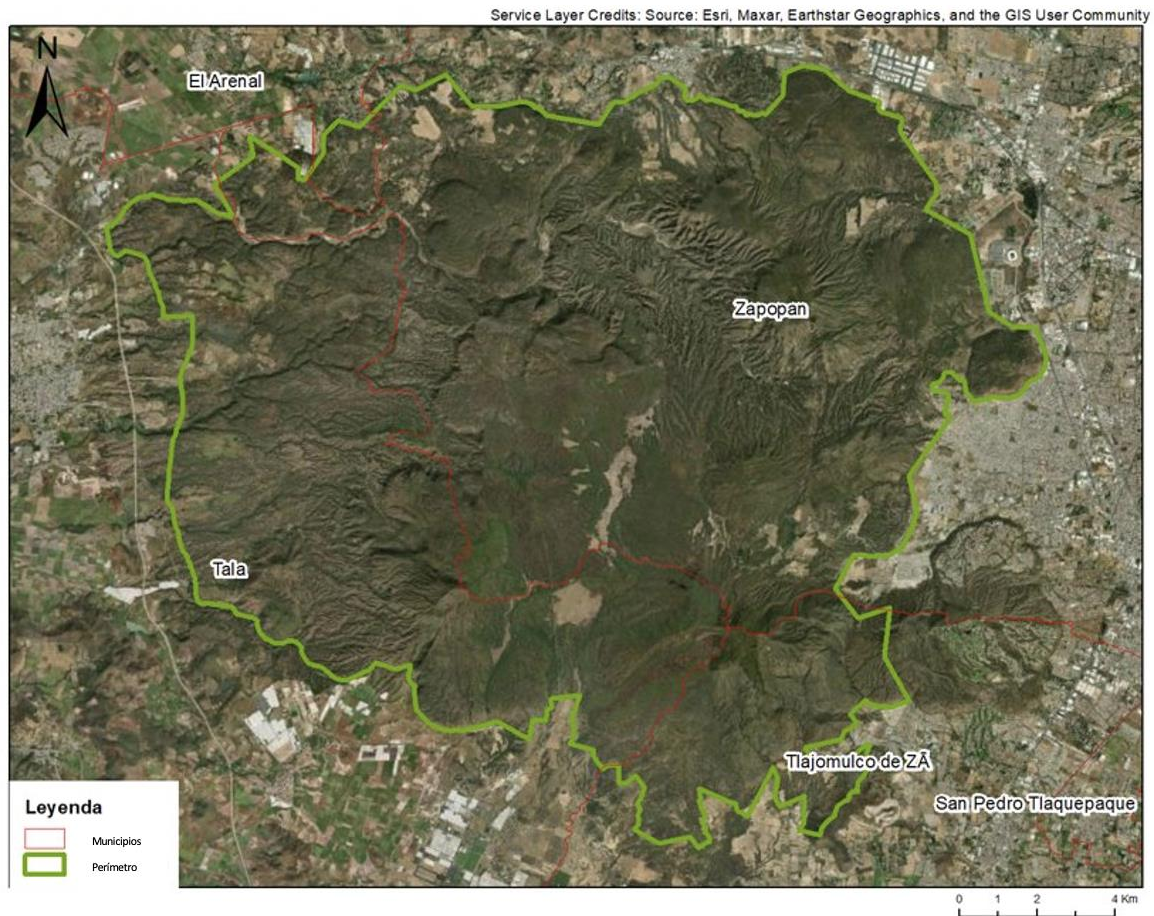 Service Layer Credits: Source: Esri, Maxar, Earthstar Geographics, and the GIS User Community
N
El Arenal
Zapopan
Tala
Tlajomulco de ZÃ
San Pedro Tlaquepaque
Leyenda
Municipios
Perímetro
0 1 2 4 Km